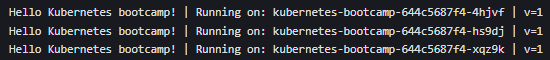 Hello Kubernetes bootcamp! | Running on: kubernetes-bootcamp-644c5687f4-4hjvf | v=1
Hello Kubernetes bootcamp! | Running on: kubernetes-bootcamp-644c5687f4-hs9dj | v=1
Hello Kubernetes bootcamp! | Running on: kubernetes-bootcamp-644c5687f4-xqz9k | v=1